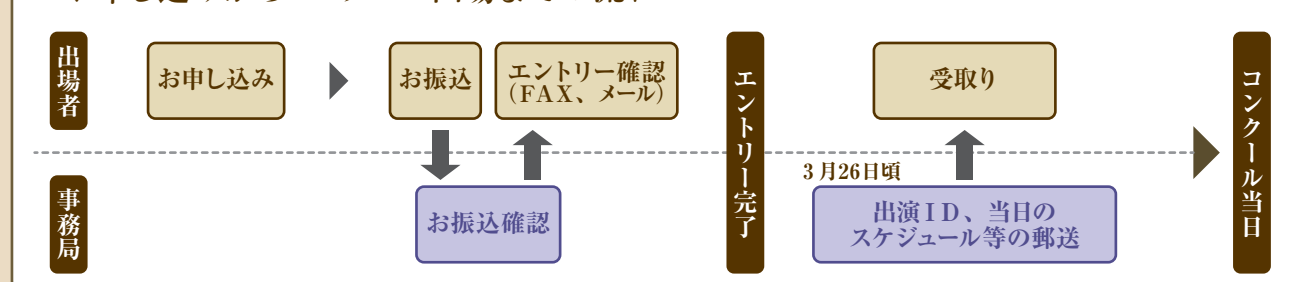 出場者
お申し込み
お振込
エントリー確認
（FAX、メール）
エントリー完了
受取り
コンクール当日
事務局
お振込確認
3月26日頃
出演ID、当日の
スケジュール等の郵送